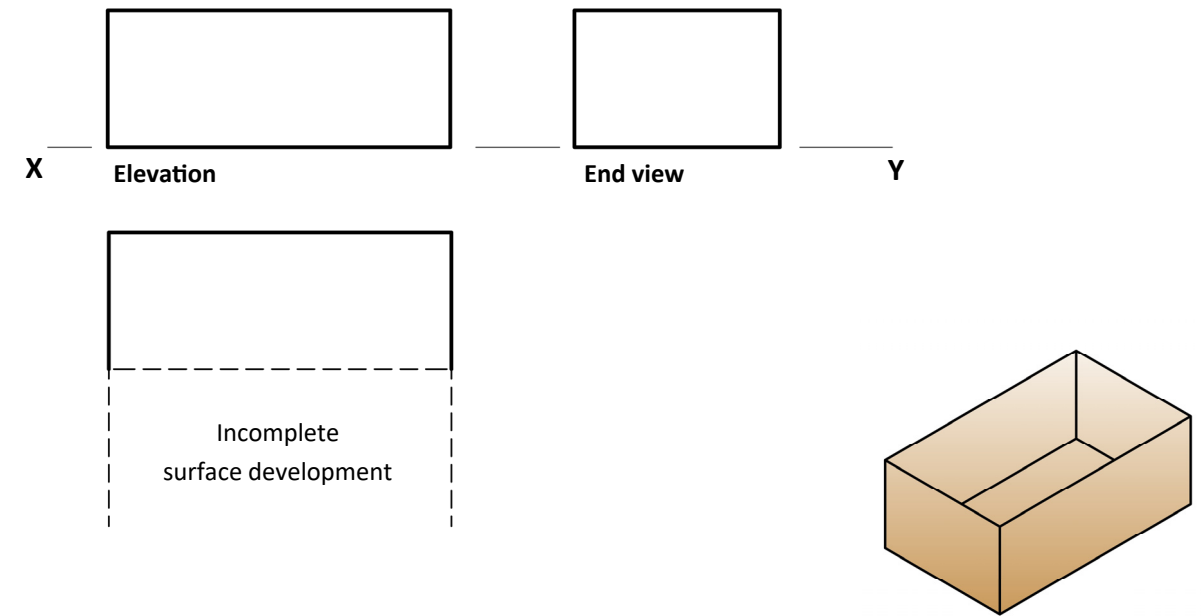 X
Elevation
End view
Y
Incomplete
surface development